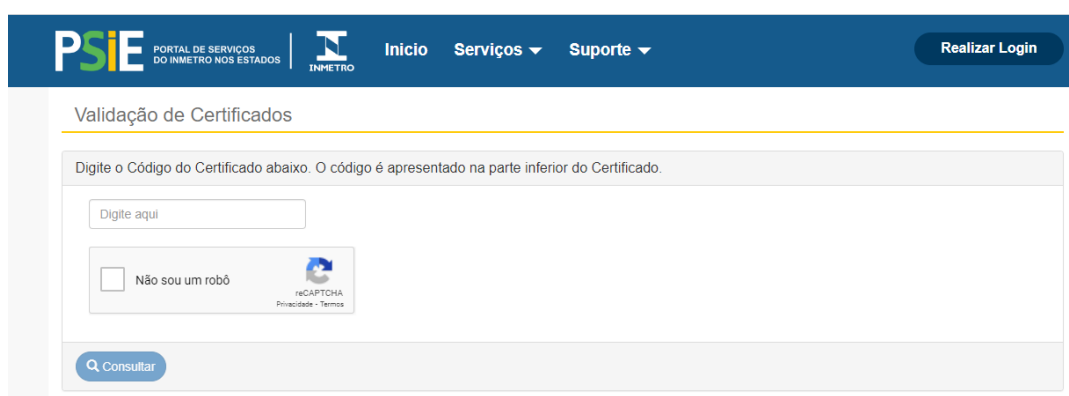 PSiE PORTAL DE SERVIÇOS
DO INMETRO NOS ESTADOS
INMETRO
Inicio Serviços Suporte Realizar Login
Validação de Certificados
Digite o Código do Certificado abaixo. O código é apresentado na parte inferior do Certificado.
Digite aqui
Não sou um robô
reCAPTCHA
Privacidade - Termos
Consultar